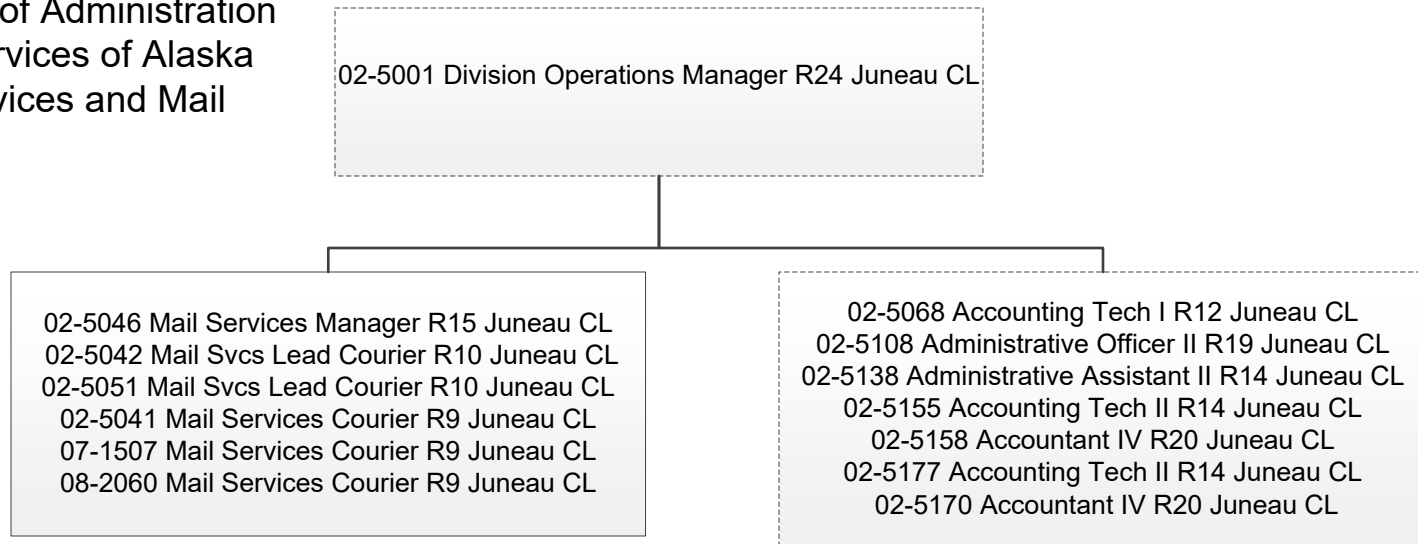 of Administration
rvices of Alaska
vices and Mail
02-5001 Division Operations Manager R24 Juneau CL
02-5046 Mail Services Manager R15 Juneau CL
02-5042 Mail Svcs Lead Courier R10 Juneau CL
02-5051 Mail Svcs Lead Courier R10 Juneau CL
02-5041 Mail Services Courier R9 Juneau CL
07-1507 Mail Services Courier R9 Juneau CL
08-2060 Mail Services Courier R9 Juneau CL
02-5068 Accounting Tech I R12 Juneau CL
02-5108 Administrative Officer II R19 Juneau CL
02-5138 Administrative Assistant II R14 Juneau CL
02-5155 Accounting Tech II R14 Juneau CL
02-5158 Accountant IV R20 Juneau CL
02-5177 Accounting Tech II R14 Juneau CL
02-5170 Accountant IV R20 Juneau CL